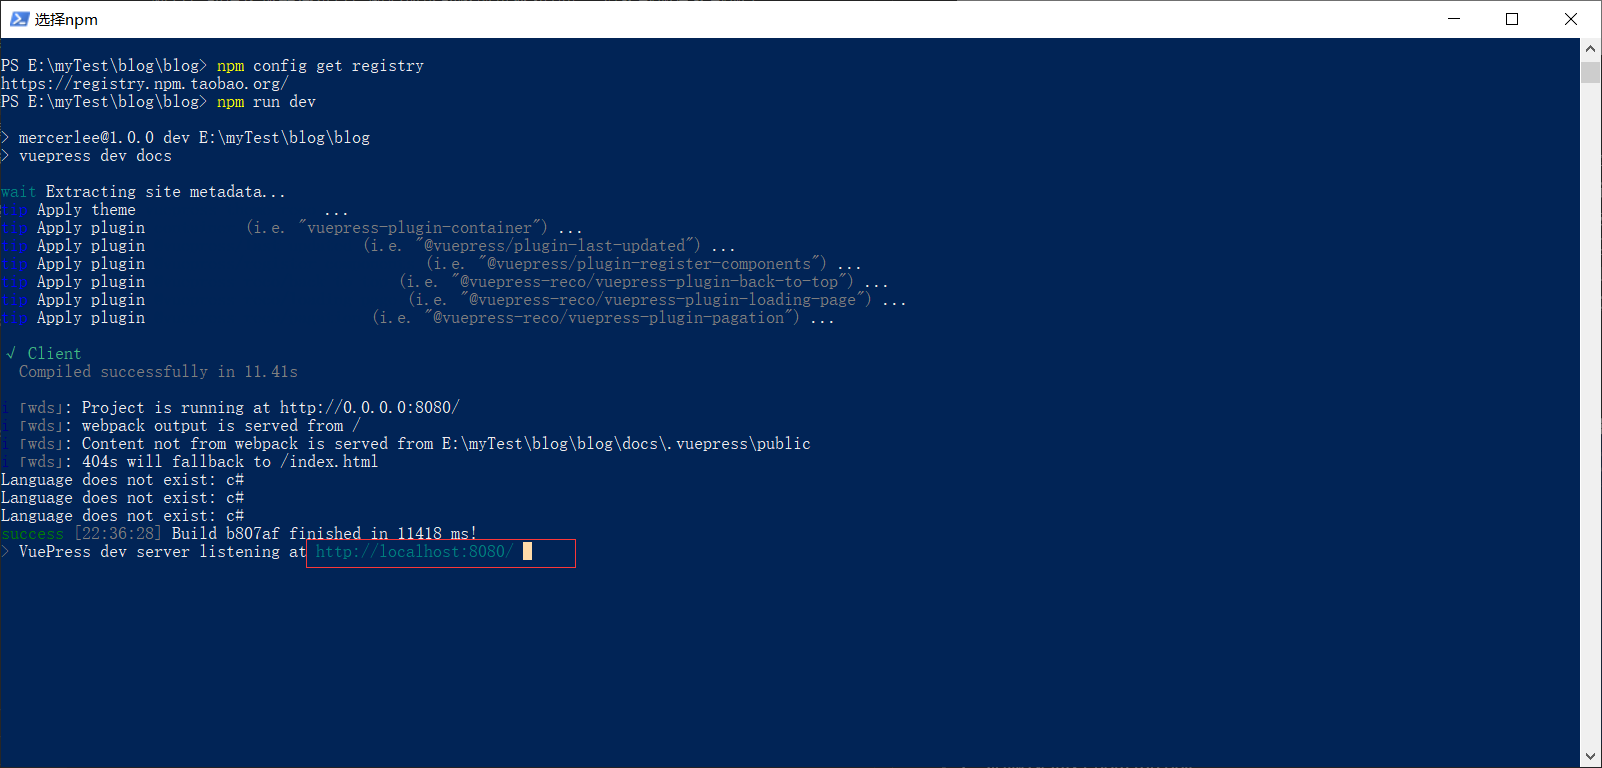 选择npm
PS E:\myTest\blog\blog> npm config get registry
https://registry.npm.taobao.org/
PS E:\myTest\blog\blog> npm run dev
> mercerlee@1.0.0 dev E:\myTest\blog\blog
> vuepress dev docs
wait Extracting site metadata...
tip Apply theme ...
tip Apply plugin (i.e. "vuepress-plugin-container") ...
tip Apply plugin (i.e. "@vuepress/plugin-last-updated") ...
tip Apply plugin (i.e. "@vuepress/plugin-register-components") ...
tip Apply plugin (i.e. "@vuepress-reco/vuepress-plugin-back-to-top") ...
tip Apply plugin (i.e. "@vuepress-reco/vuepress-plugin-loading-page") ...
tip Apply plugin (i.e. "@vuepress-reco/vuepress-plugin-pagation") ...
√ Client
Compiled successfully in 11.41s
i ｢wds｣: Project is running at http://0.0.0.0:8080/
i ｢wds｣: webpack output is served from /
i ｢wds｣: Content not from webpack is served from E:\myTest\blog\blog\docs\.vuepress\public
i ｢wds｣: 404s will fallback to /index.html
Language does not exist: c#
Language does not exist: c#
Language does not exist: c#
success [22:36:28] Build b807af finished in 11418 ms!
> VuePress dev server listening at http://localhost:8080/